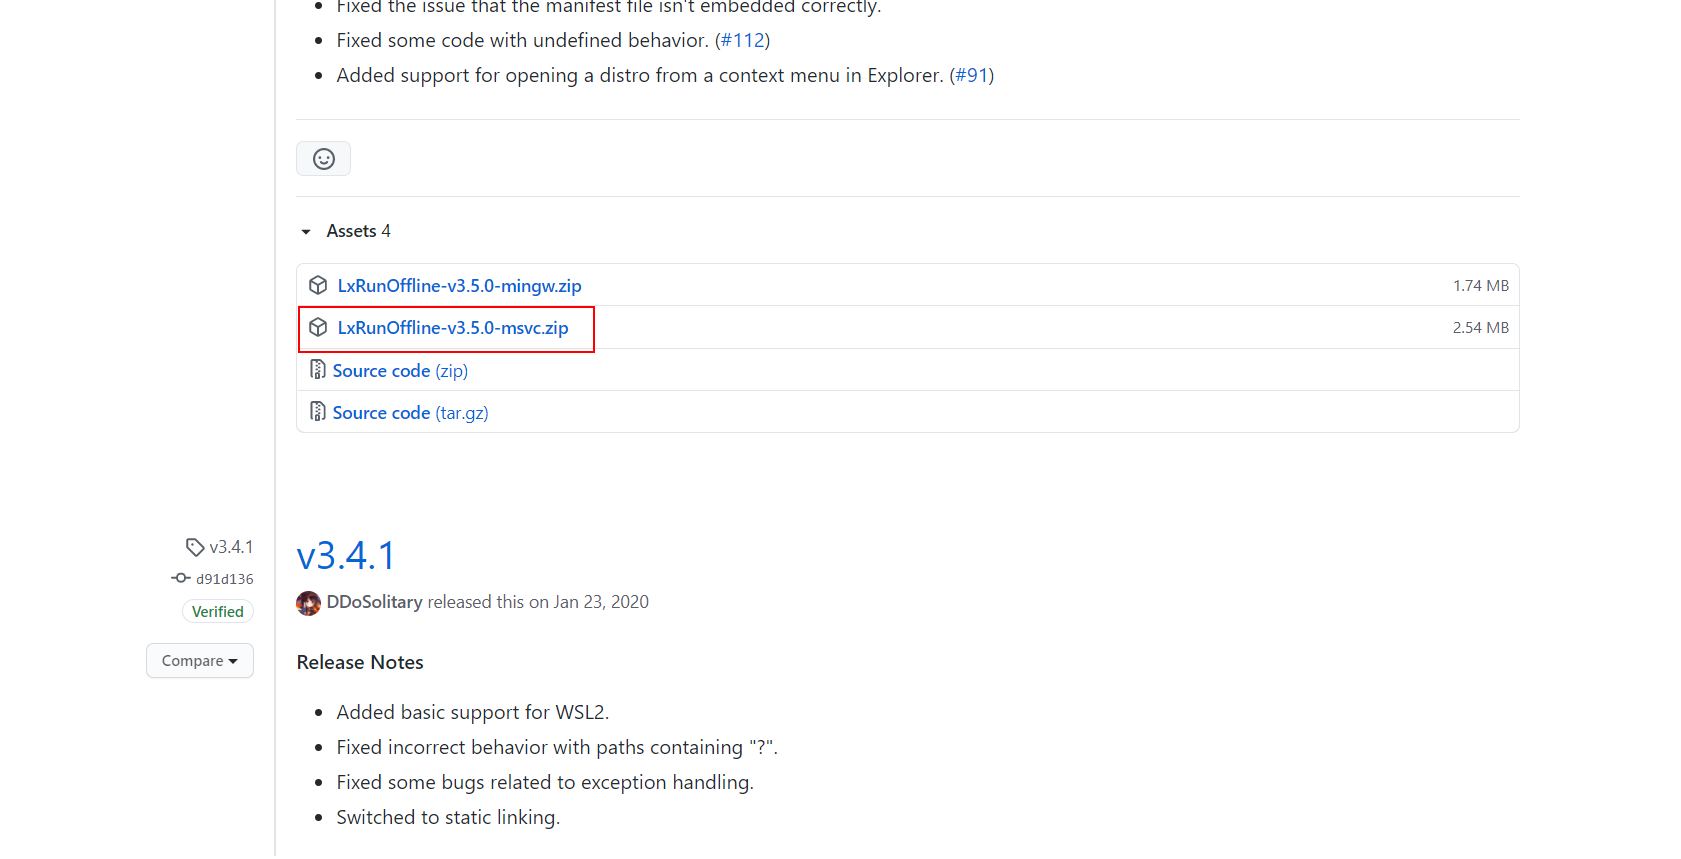 Fixed the issue that the manifest file isn't embedded correctly.
Fixed some code with undefined behavior. (#112)
Added support for opening a distro from a context menu in Explorer. (#91)
Assets 4
LxRunOffline-v3.5.0-mingw.zip 1.74 MB
LxRunOffline-v3.5.0-msvc.zip 2.54 MB
Source code (zip)
Source code (tar.gz)
v3.4.1
d91d136
Verified
Compare
v3.4.1
DDoSolitary released this on Jan 23, 2020
Release Notes
Added basic support for WSL2.
Fixed incorrect behavior with paths containing "?".
Fixed some bugs related to exception handling.
Switched to static linking.